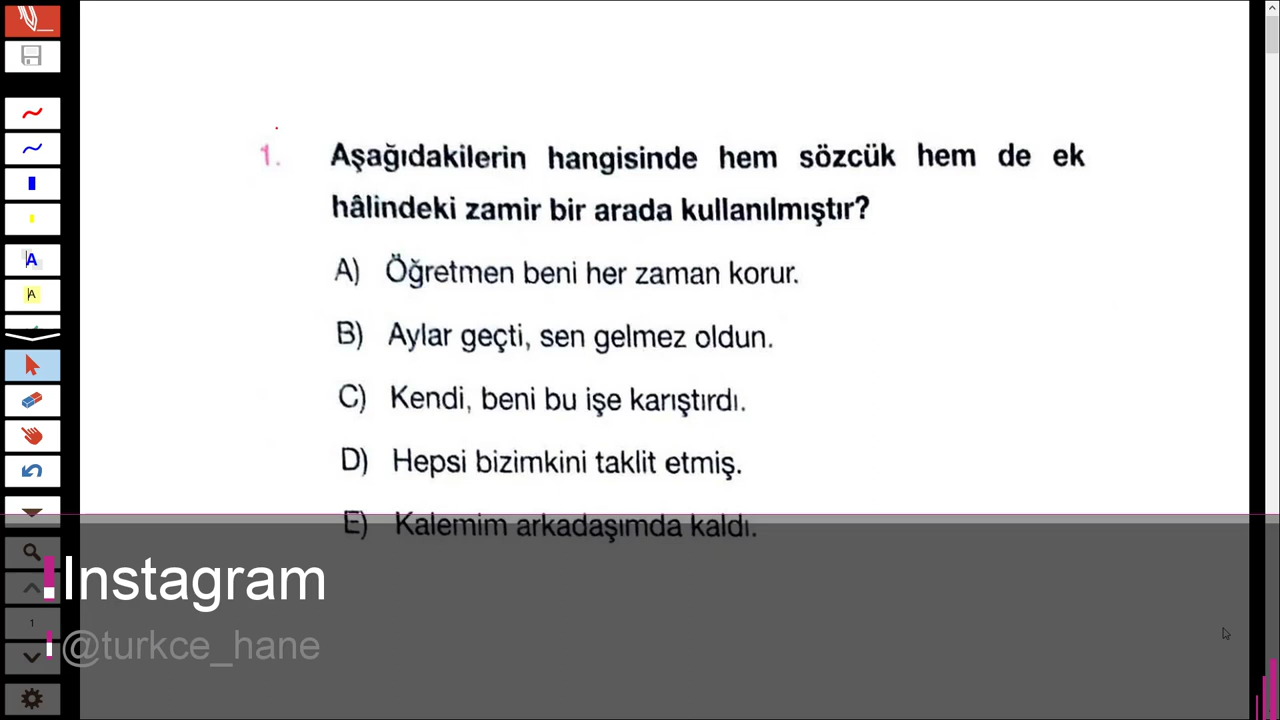 1. Aşağıdakilerin hangisinde hem sözcük hem de ek
hâlindeki zamir bir arada kullanılmıştır?
A) Öğretmen beni her zaman korur.
B) Aylar geçti, sen gelmez oldun.
C) Kendi, beni bu işe karıştırdı.
D) Hepsi bizimkini taklit etmiş.
E) Kalemim arkadaşımda kaldı.
Instagram
@turkce_hane
A
A
1